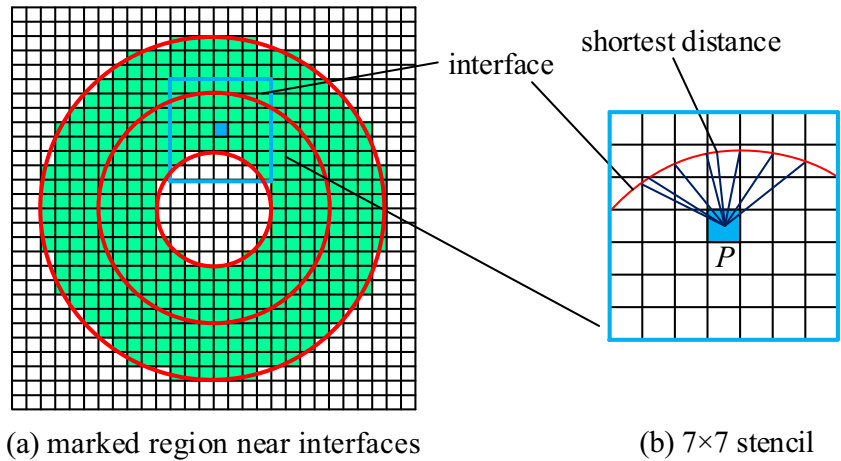 shortest distance
interface
P
(a) marked region near interfaces
(b) 7×7 stencil